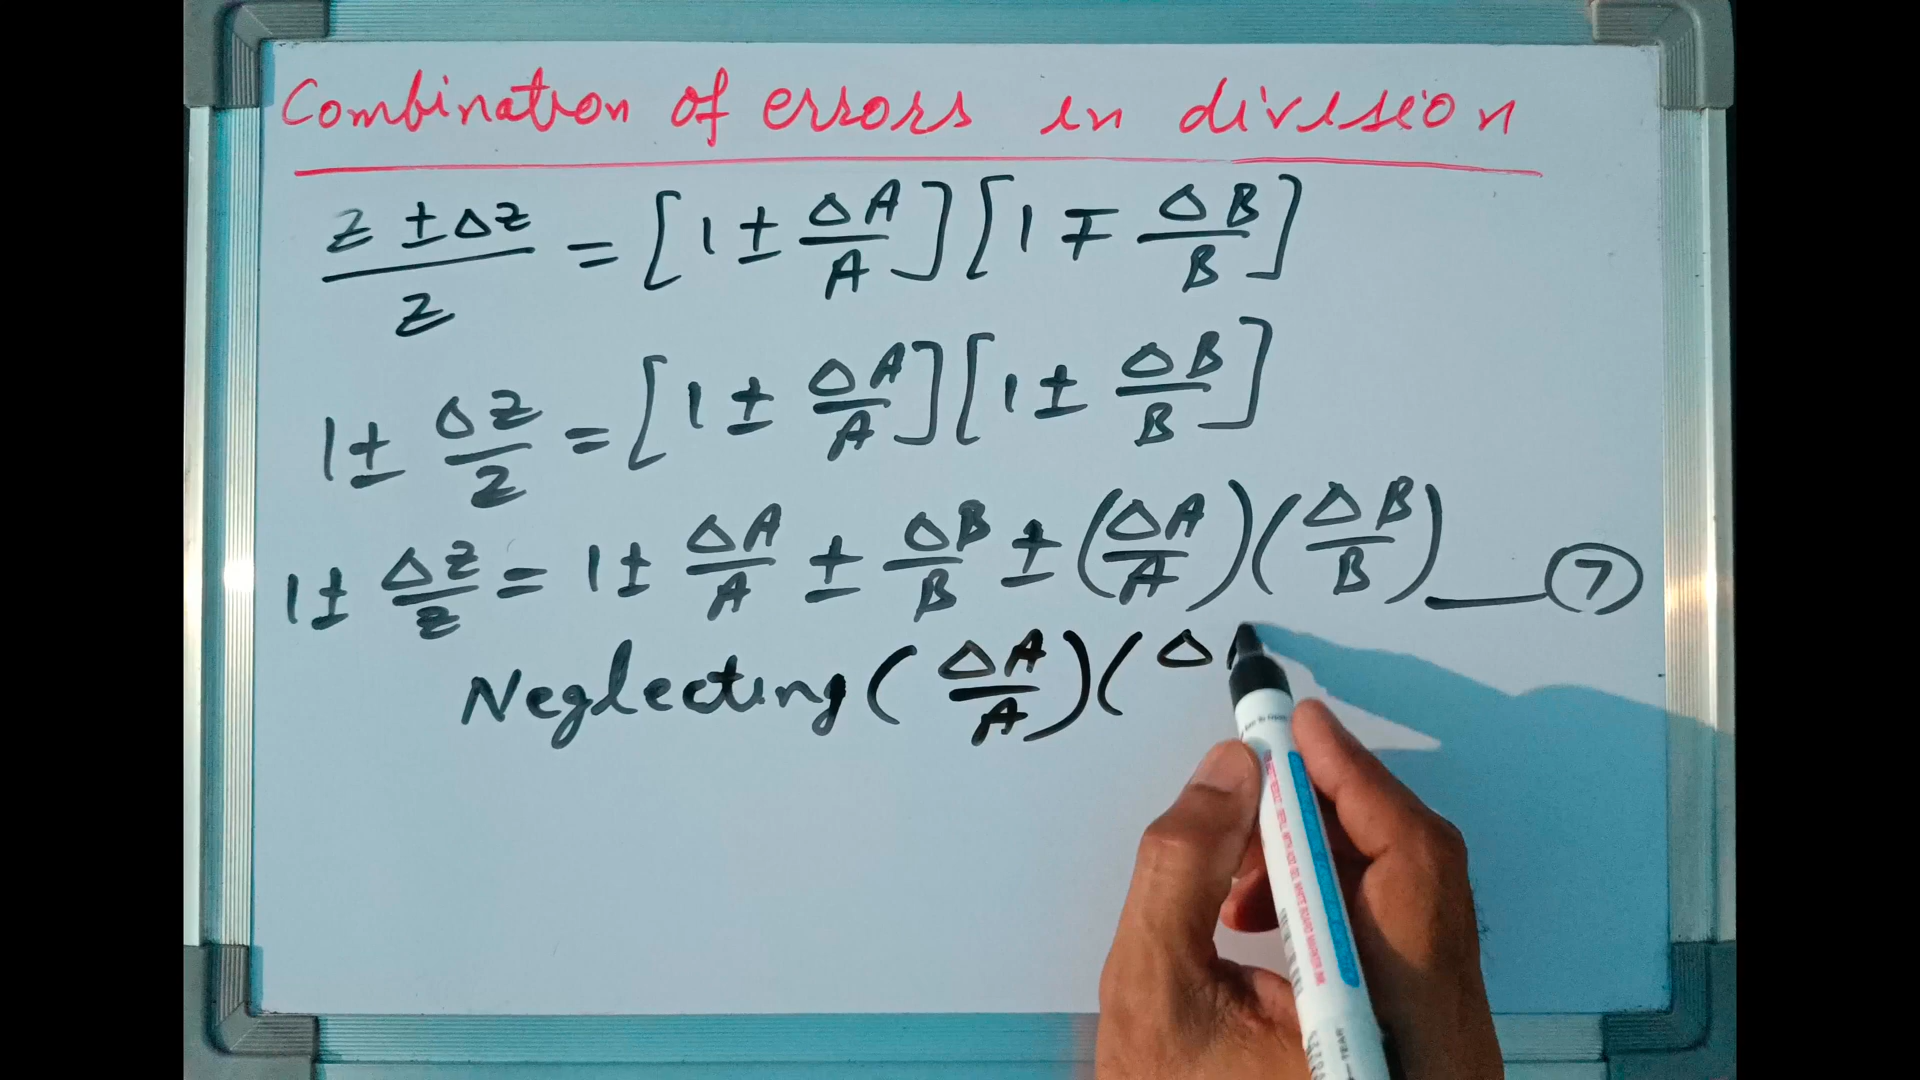 Combination of errors in division
Z ± ΔZ / Z = [1 ± ΔA/A] [1 ∓ ΔB/B]
1 ± ΔZ/Z = [1 ± ΔA/A] [1 ± ΔB/B]
1 ± ΔZ/Z = 1 ± ΔA/A ± ΔB/B ± (ΔA/A) (ΔB/B) — 7
Neglecting (ΔA/A) (Δ